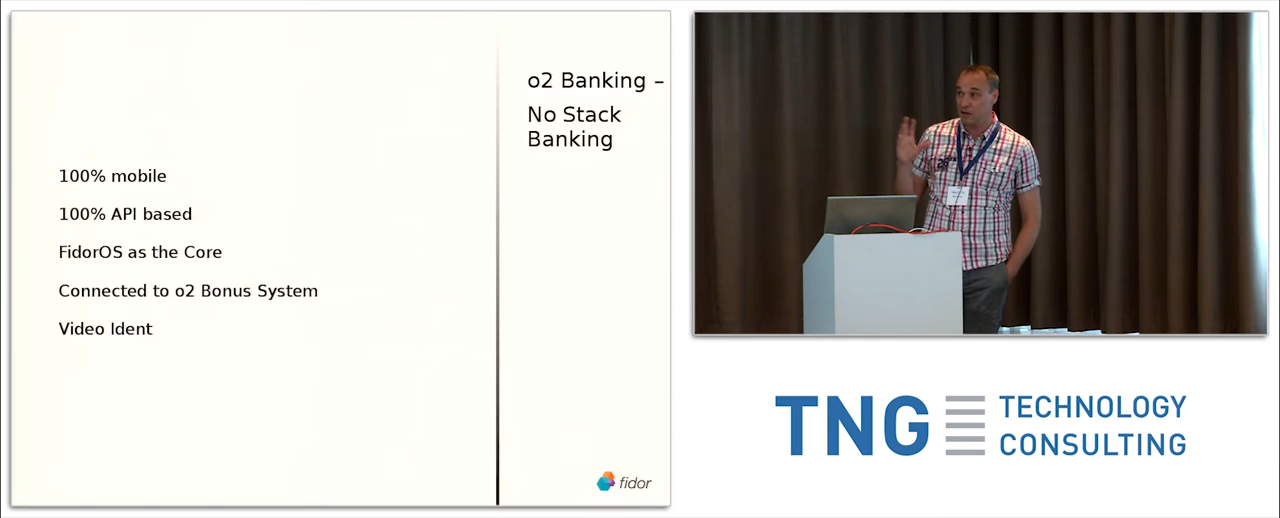 100% mobile
100% API based
FidorOS as the Core
Connected to o2 Bonus System
Video Ident
o2 Banking –
No Stack
Banking
fidor
TNG TECHNOLOGY
CONSULTING